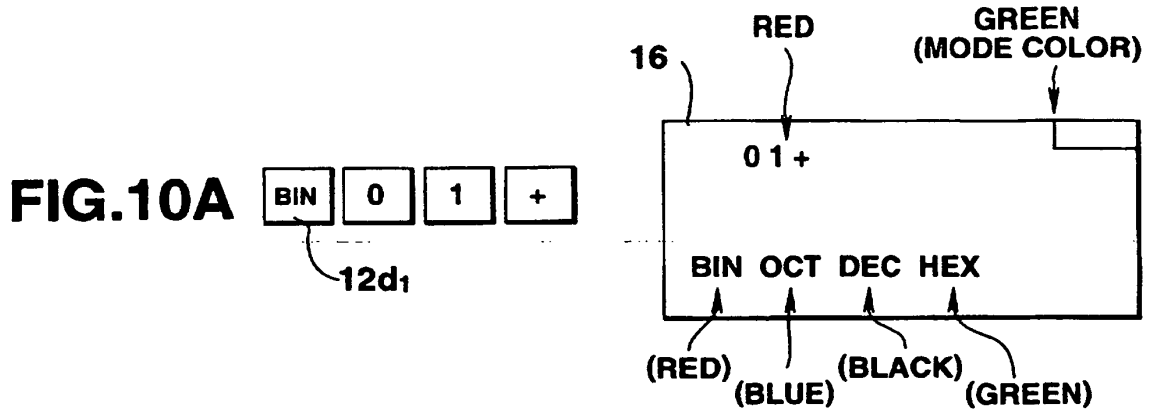 FIG.10A
BIN 0 1 +
12d1
RED
GREEN
(MODE COLOR)
16
0 1 +
BIN OCT DEC HEX
(RED) (BLUE) (BLACK) (GREEN)